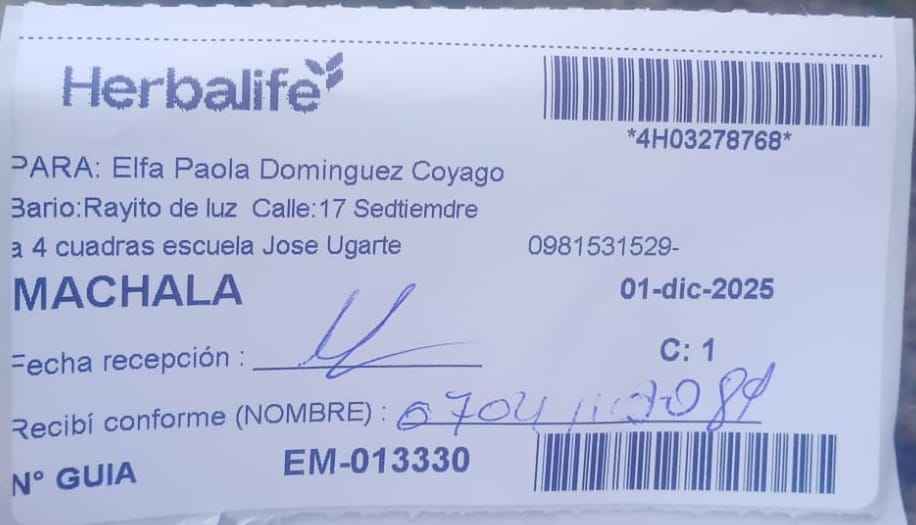 Herbalife
*4H03278768*
PARA: Elfa Paola Dominguez Coyago
Bario:Rayito de luz Calle:17 Sedtiemdre
a 4 cuadras escuela Jose Ugarte 0981531529-
MACHALA 01-dic-2025
Fecha recepción :
C: 1
Recibí conforme (NOMBRE) :
N° GUIA EM-013330